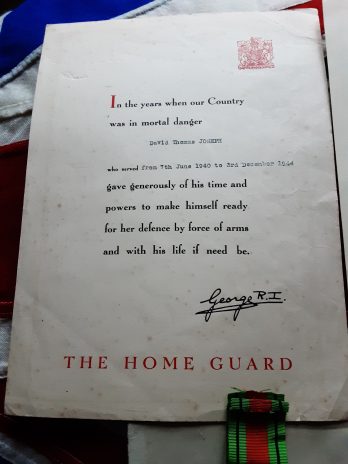 In the years when our Country
was in mortal danger
David Thomas JOSEPH
who served from 7th June 1940 to 3rd December 1944
gave generously of his time and
powers to make himself ready
for her defence by force of arms
and with his life if need be.
George R.I.
THE HOME GUARD